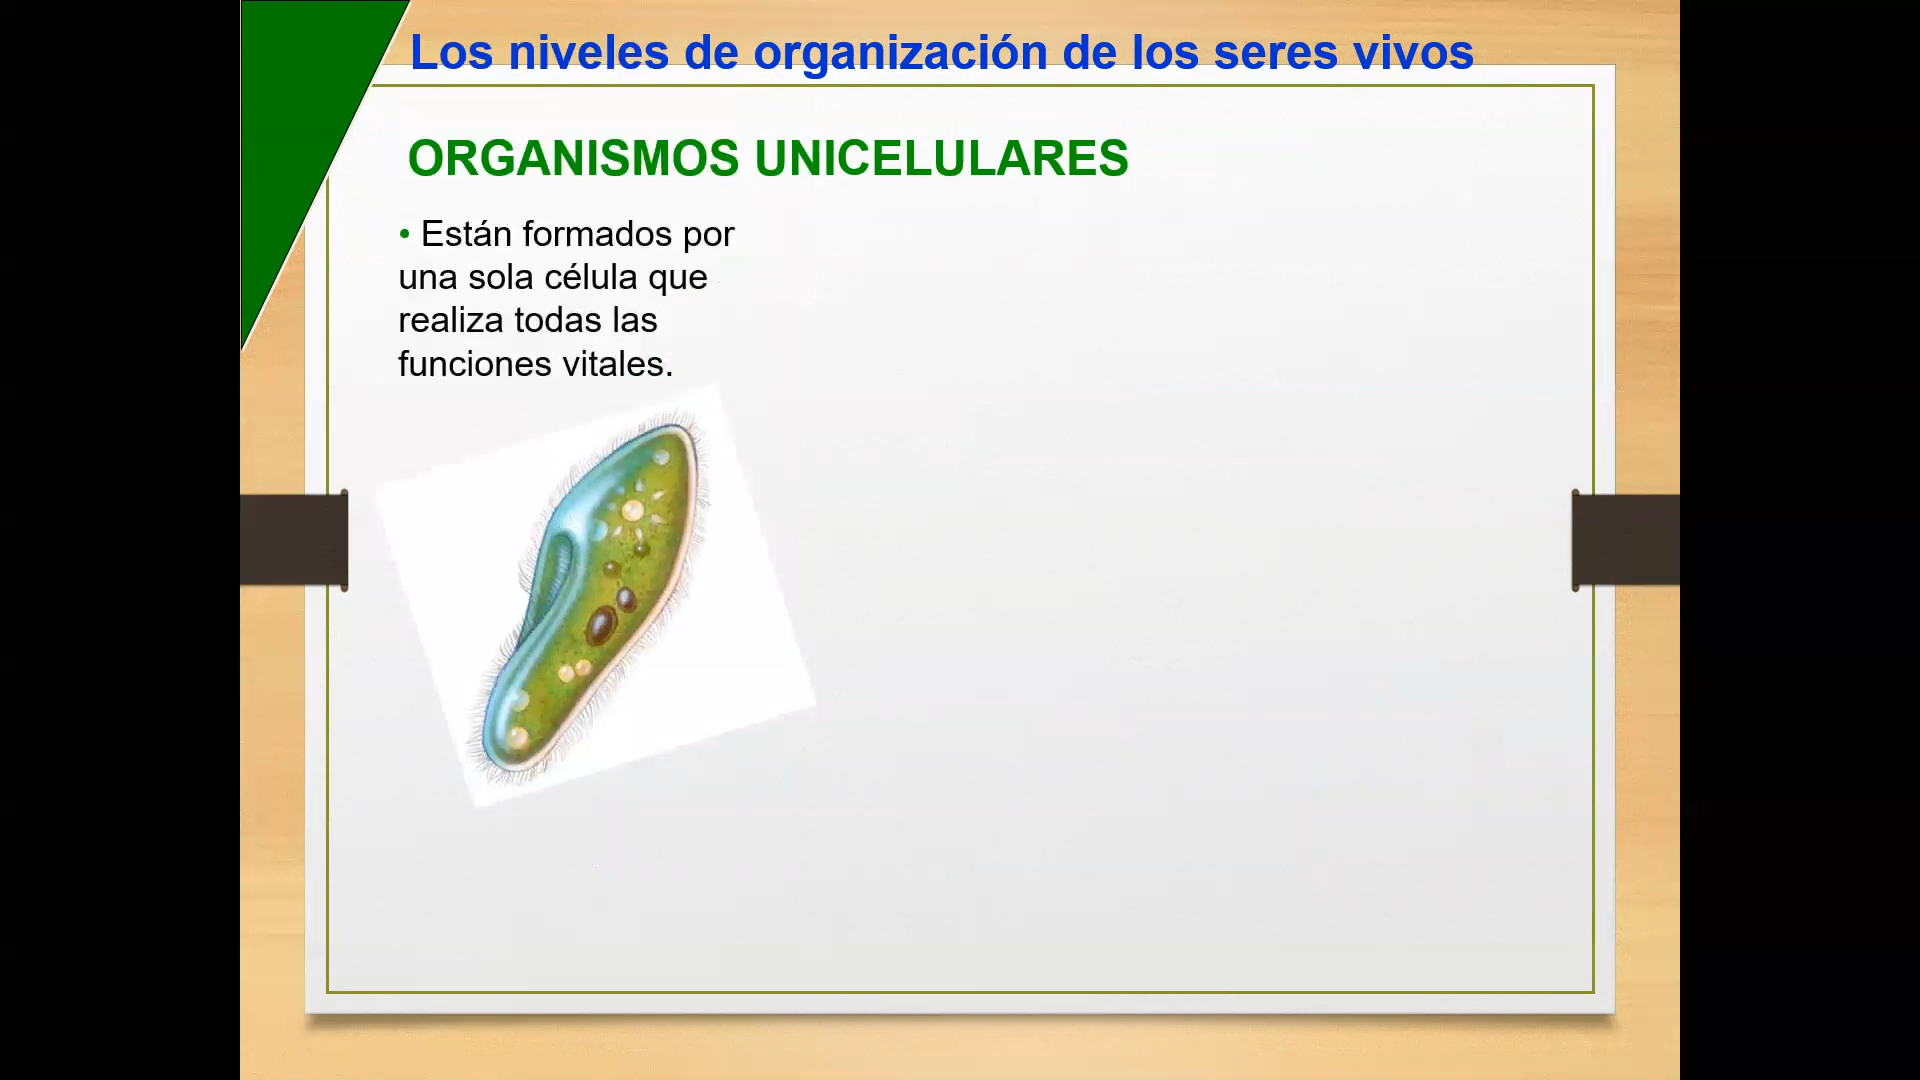 Los niveles de organización de los seres vivos
ORGANISMOS UNICELULARES
• Están formados por
una sola célula que
realiza todas las
funciones vitales.